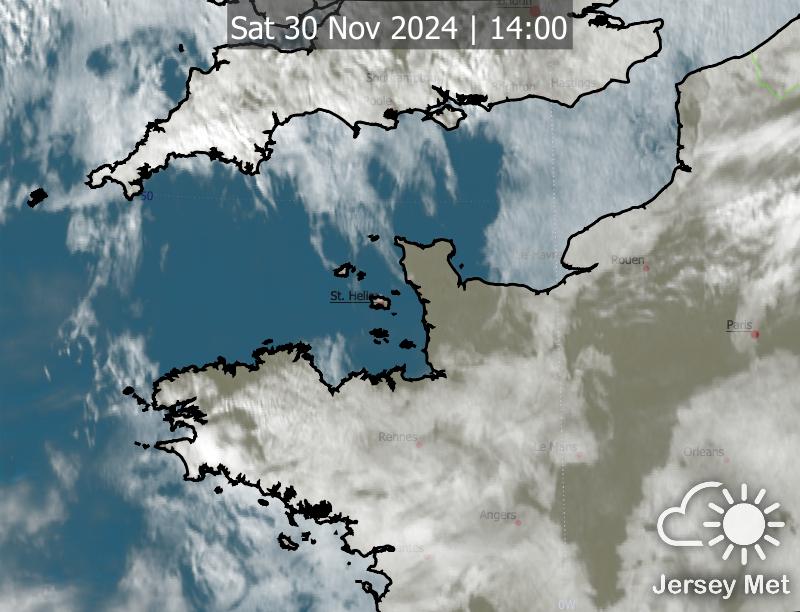 London
Sat 30 Nov 2024 | 14:00
Southampton
Hastings
Poole
50
Le Havre
Rouen
St. Helier
Paris
Rennes
Le Mans
Orleans
Angers
Nantes
Jersey Met
0W